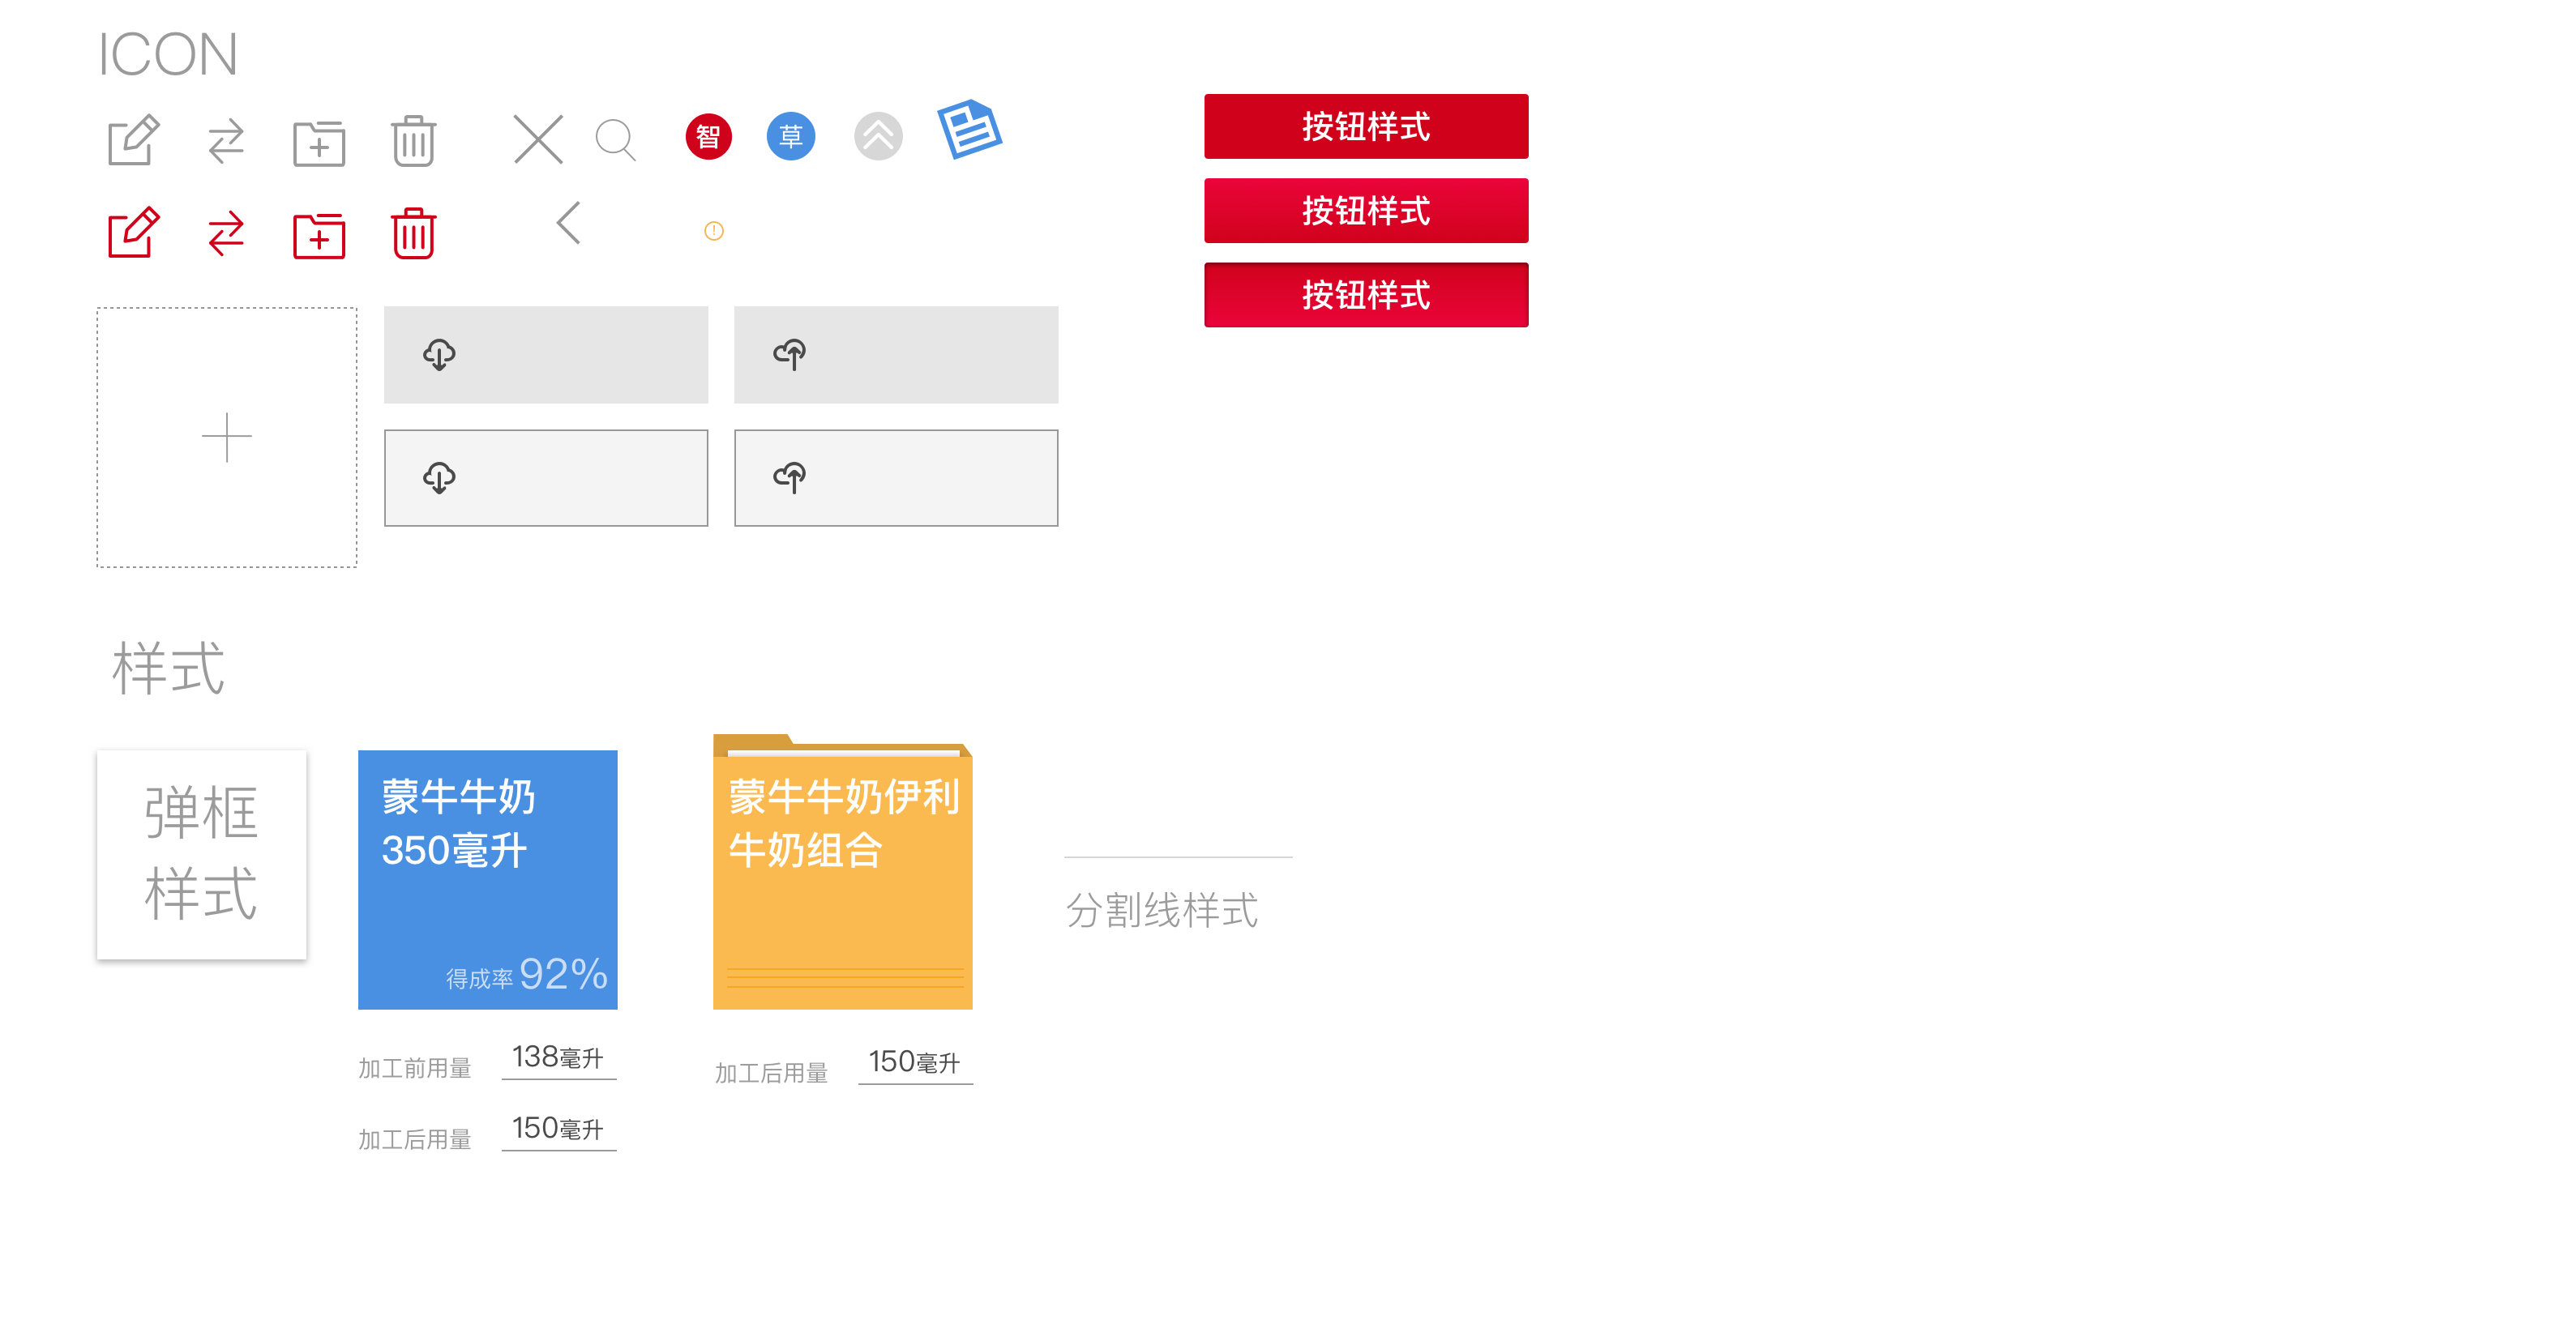 ICON
智
草
按钮样式
按钮样式
按钮样式
样式
弹框
样式
蒙牛牛奶
350毫升
得成率 92%
加工前用量 138毫升
加工后用量 150毫升
蒙牛牛奶伊利
牛奶组合
加工后用量 150毫升
分割线样式